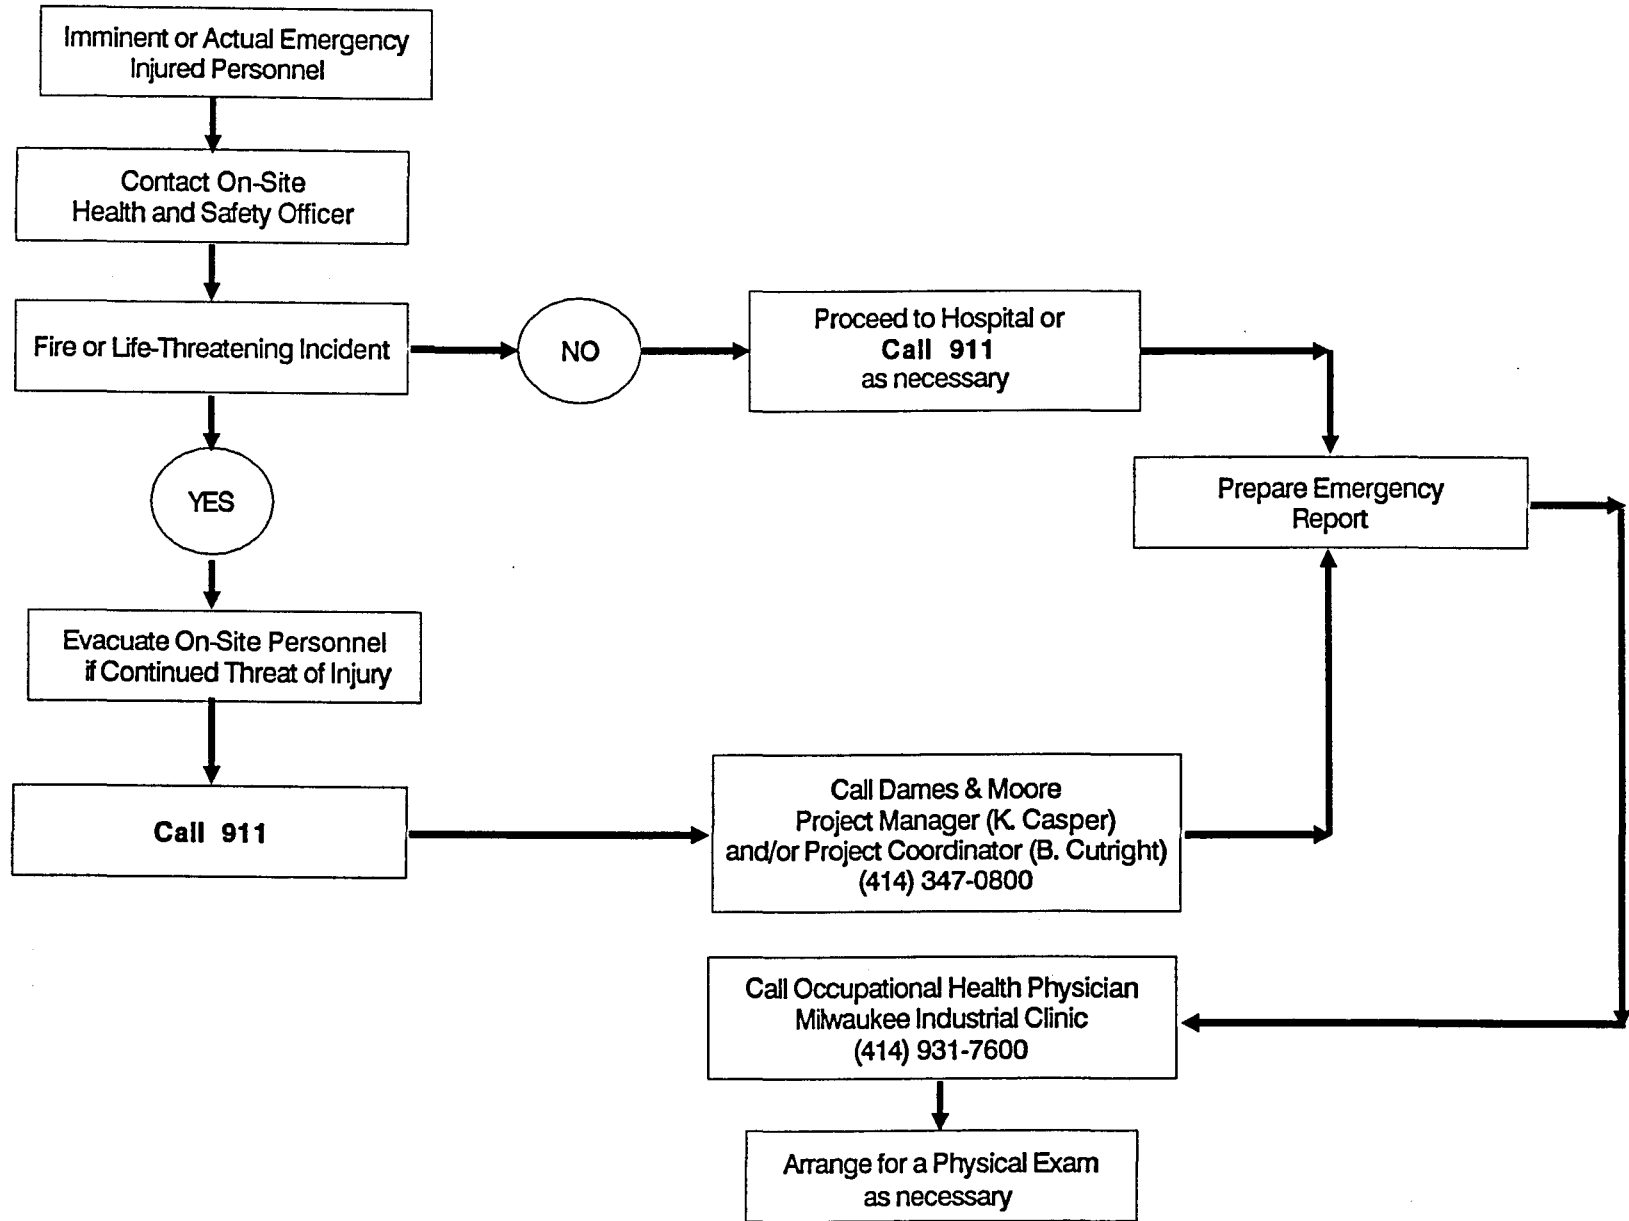 Imminent or Actual Emergency
Injured Personnel
Contact On-Site
Health and Safety Officer
Fire or Life-Threatening Incident
NO
Proceed to Hospital or
Call 911
as necessary
YES
Prepare Emergency
Report
Evacuate On-Site Personnel
if Continued Threat of Injury
Call 911
Call Dames & Moore
Project Manager (K. Casper)
and/or Project Coordinator (B. Cutright)
(414) 347-0800
Call Occupational Health Physician
Milwaukee Industrial Clinic
(414) 931-7600
Arrange for a Physical Exam
as necessary